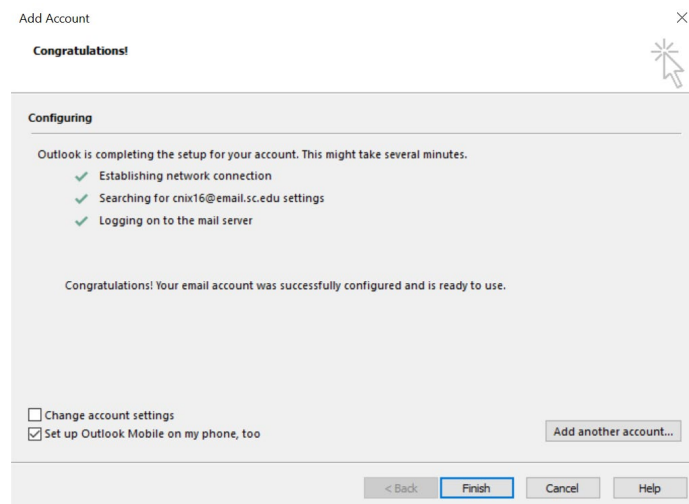 Add Account
Congratulations!
Configuring
Outlook is completing the setup for your account. This might take several minutes.
Establishing network connection
Searching for cnix16@email.sc.edu settings
Logging on to the mail server
Congratulations! Your email account was successfully configured and is ready to use.
Change account settings
Set up Outlook Mobile on my phone, too
Add another account...
< Back Finish Cancel Help